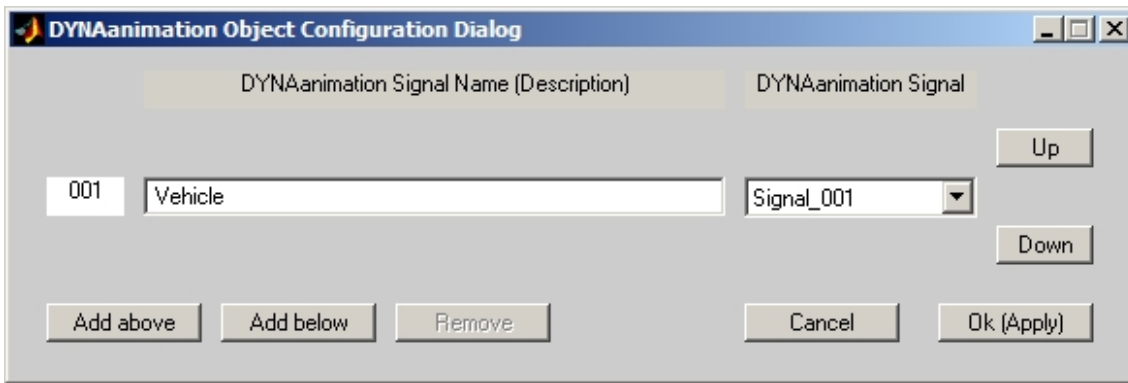 DYNAanimation Object Configuration Dialog
DYNAanimation Signal Name (Description) DYNAanimation Signal
Up
001 Vehicle Signal_001
Down
Add above Add below Remove Cancel Ok (Apply)